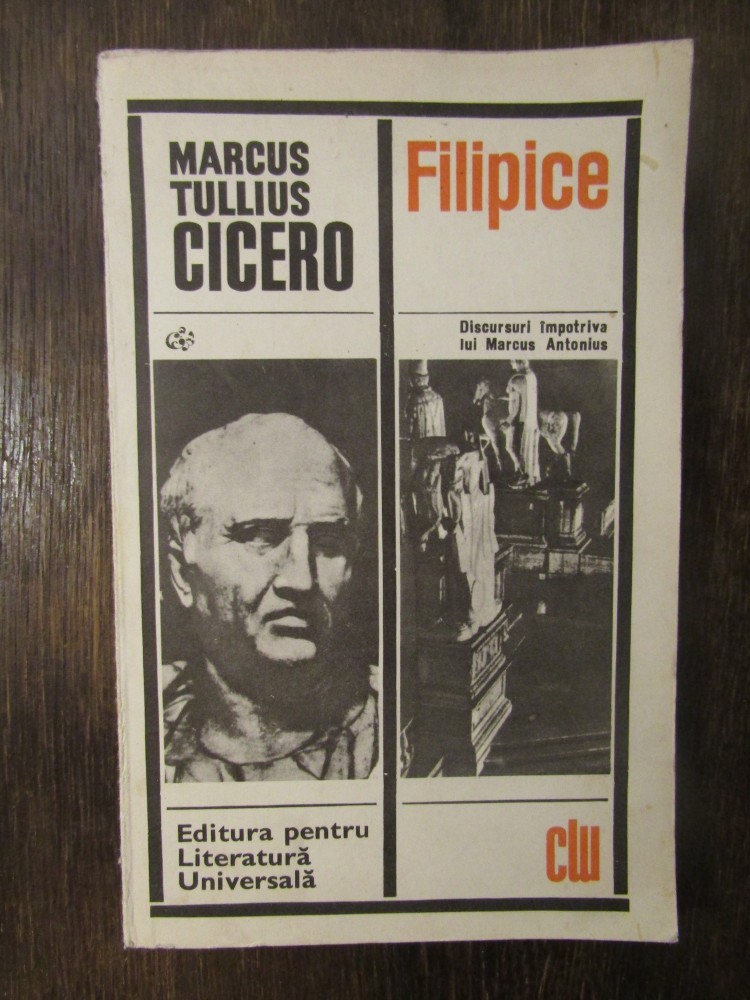 MARCUS
TULLIUS
CICERO
Filipice
Discursuri împotriva
lui Marcus Antonius
Editura pentru
Literatură
Universală
clu